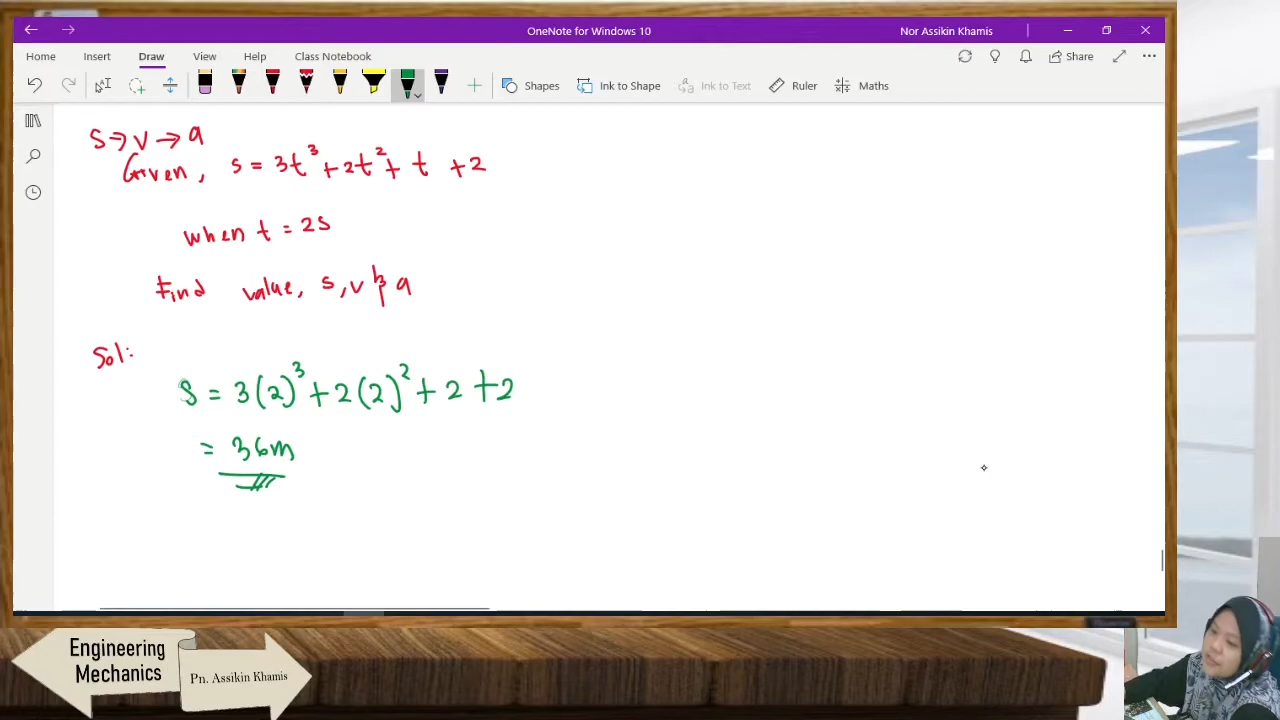 OneNote for Windows 10
Nor Assikin Khamis
Home Insert Draw View Help Class Notebook
Share
Shapes Ink to Shape Ink to Text Ruler Maths
s → v → a
Given, s = 3t³ + 2t² + t + 2
when t = 2s
find value, s, v & a
Sol:
S = 3(2)³ + 2(2)² + 2 + 2
= 36m
Engineering
Mechanics
Pn. Assikin Khamis